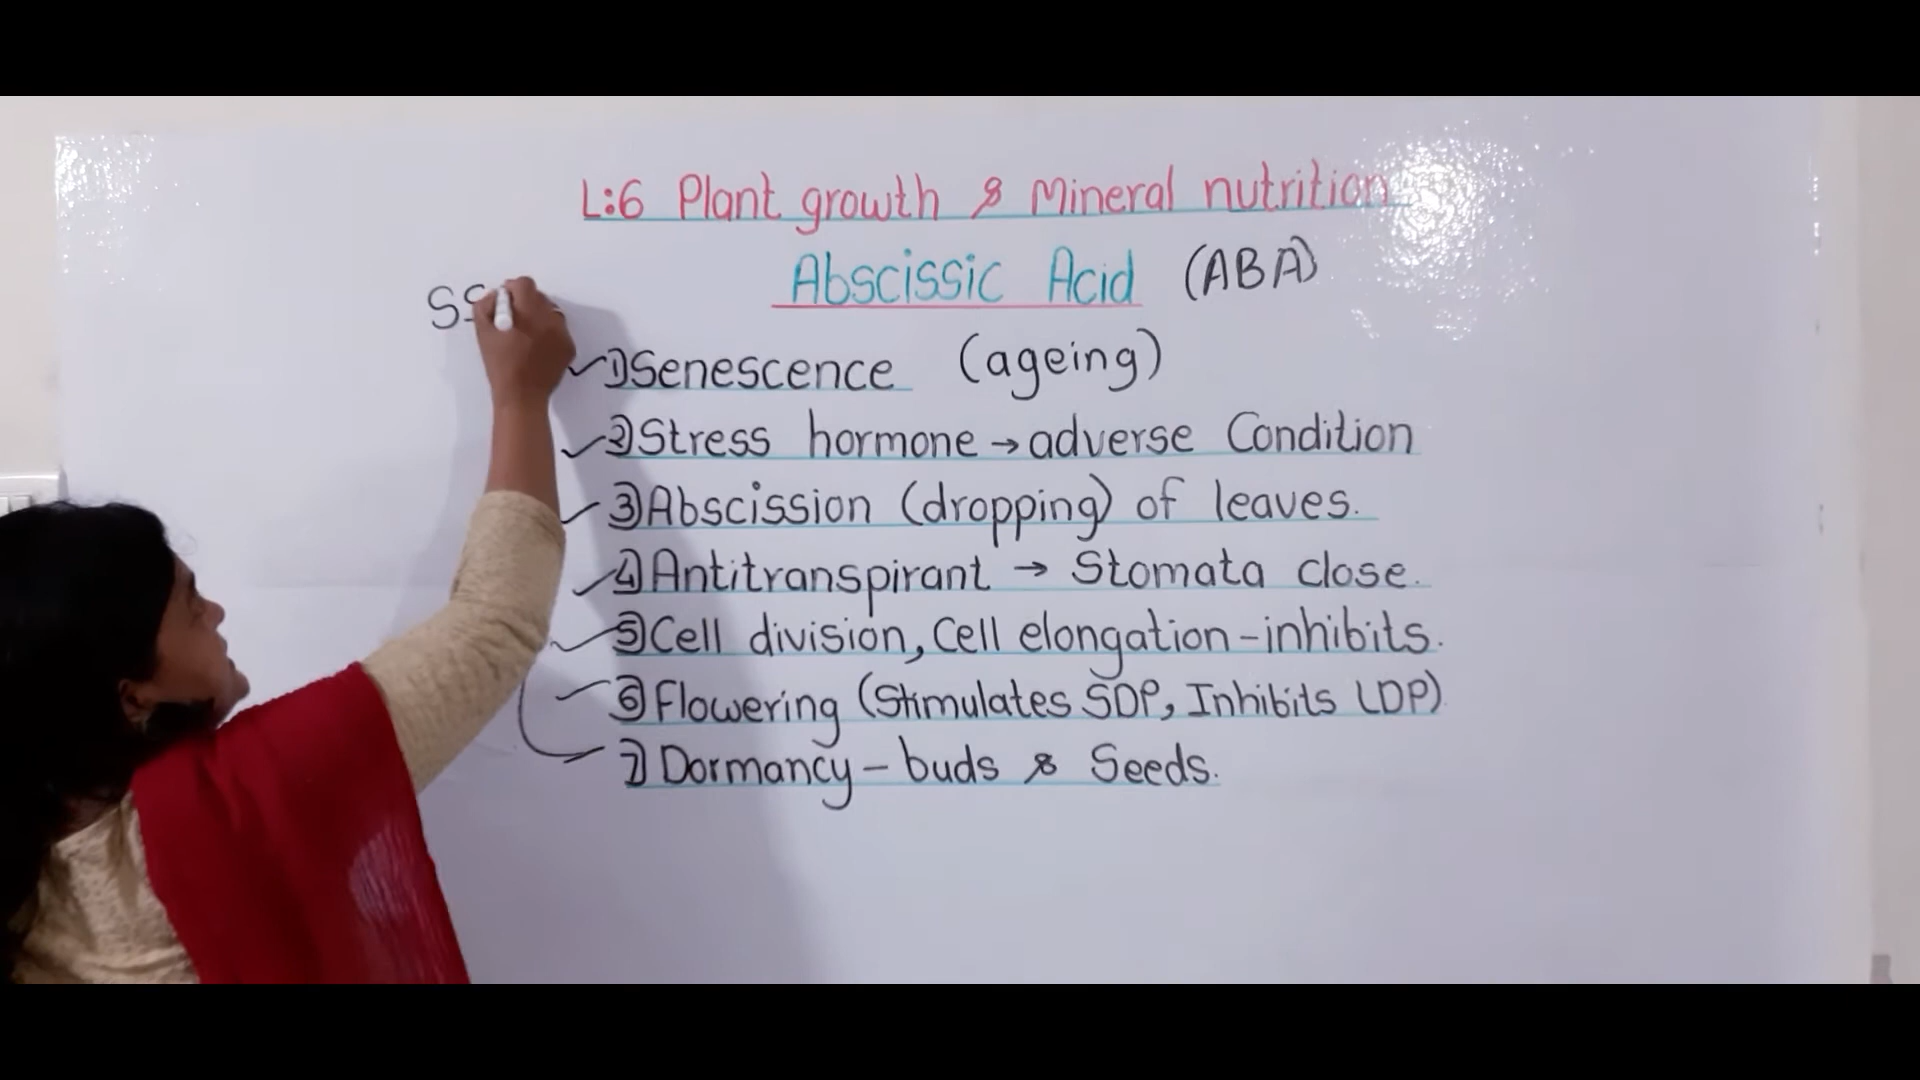 L:6 Plant growth & Mineral nutrition
Abscissic Acid (ABA)
SS
1) Senescence (ageing)
2) Stress hormone → adverse Condition
3) Abscission (dropping) of leaves.
4) Antitranspirant → Stomata close.
5) Cell division, Cell elongation - inhibits.
6) Flowering (Stimulates SDP, Inhibits LDP)
7) Dormancy - buds & Seeds.